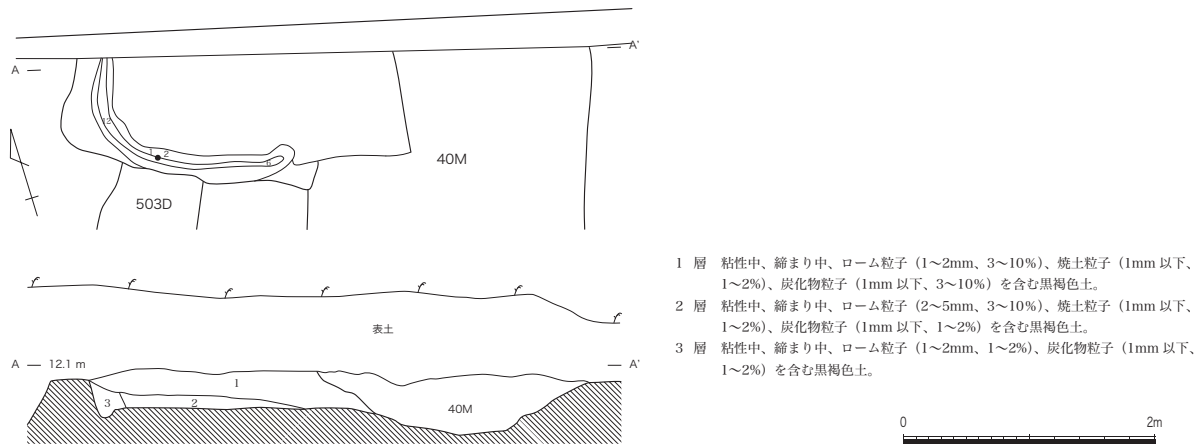 A
A'
12
1
2
6
40M
503D
表土
A
12.1 m
A'
1
2
3
40M
1 層 粘性中、締まり中、ローム粒子（1～2mm、3～10％）、焼土粒子（1mm 以下、
1～2%）、炭化物粒子（1mm 以下、3～10%）を含む黒褐色土。
2 層 粘性中、締まり中、ローム粒子（2～5mm、3～10％）、焼土粒子（1mm 以下、
1～2%）、炭化物粒子（1mm 以下、1～2%）を含む黒褐色土。
3 層 粘性中、締まり中、ローム粒子（1～2mm、1～2%）、炭化物粒子（1mm 以下、
1～2%）を含む黒褐色土。
0
2m